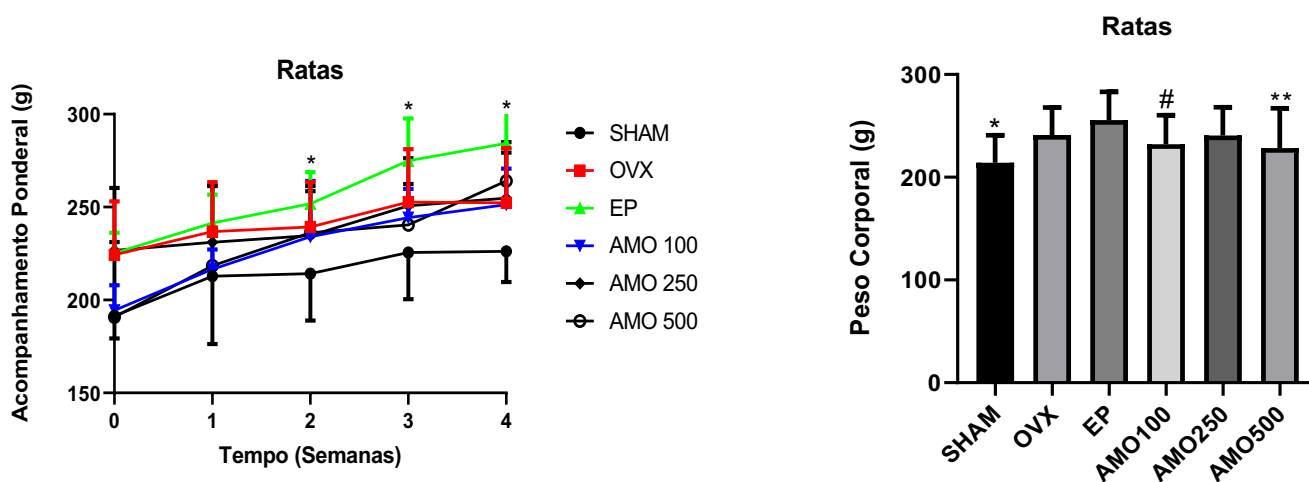 Ratas
Acompanhamento Ponderal (g)
300
250
200
150
* * *
0 1 2 3 4
Tempo (Semanas)
SHAM
OVX
EP
AMO 100
AMO 250
AMO 500
Ratas
Peso Corporal (g)
300
200
100
0
* # **
SHAM
OVX
EP
AMO100
AMO250
AMO500